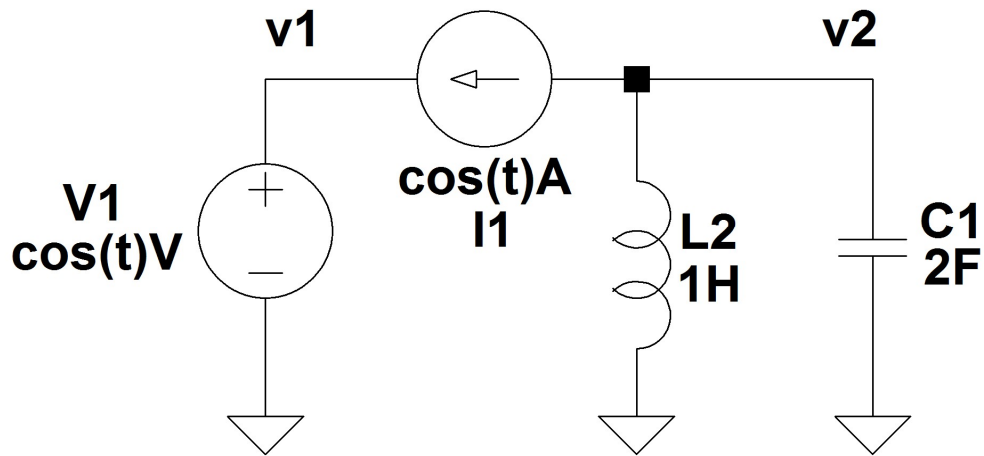 v1
v2
cos(t)A
I1
V1
cos(t)V
+
−
L2
1H
C1
2F